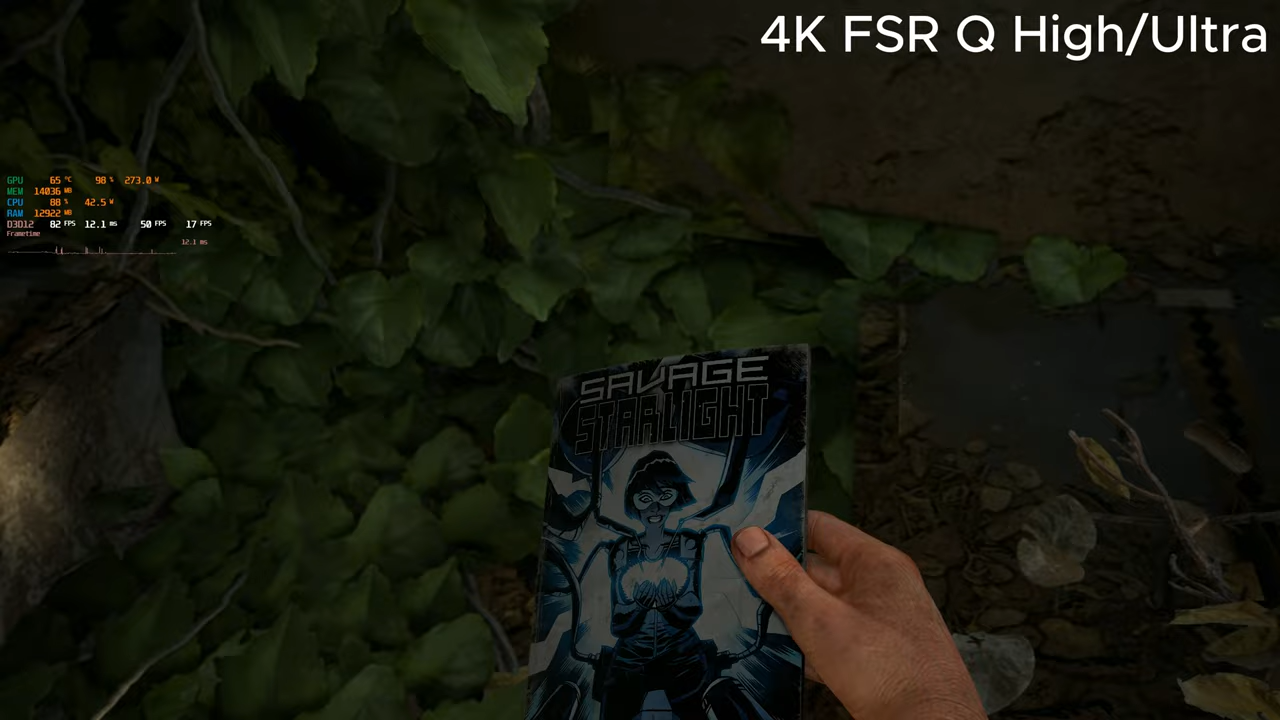 4K FSR Q High/Ultra
GPU 65 °C 98 % 273.0 W
MEM 14036 MB
CPU 88 % 42.5 W
RAM 12922 MB
D3D12 82 FPS 12.1 ms 50 FPS 17 FPS
Frametime
12.1 ms
SAVAGE
STARLIGHT